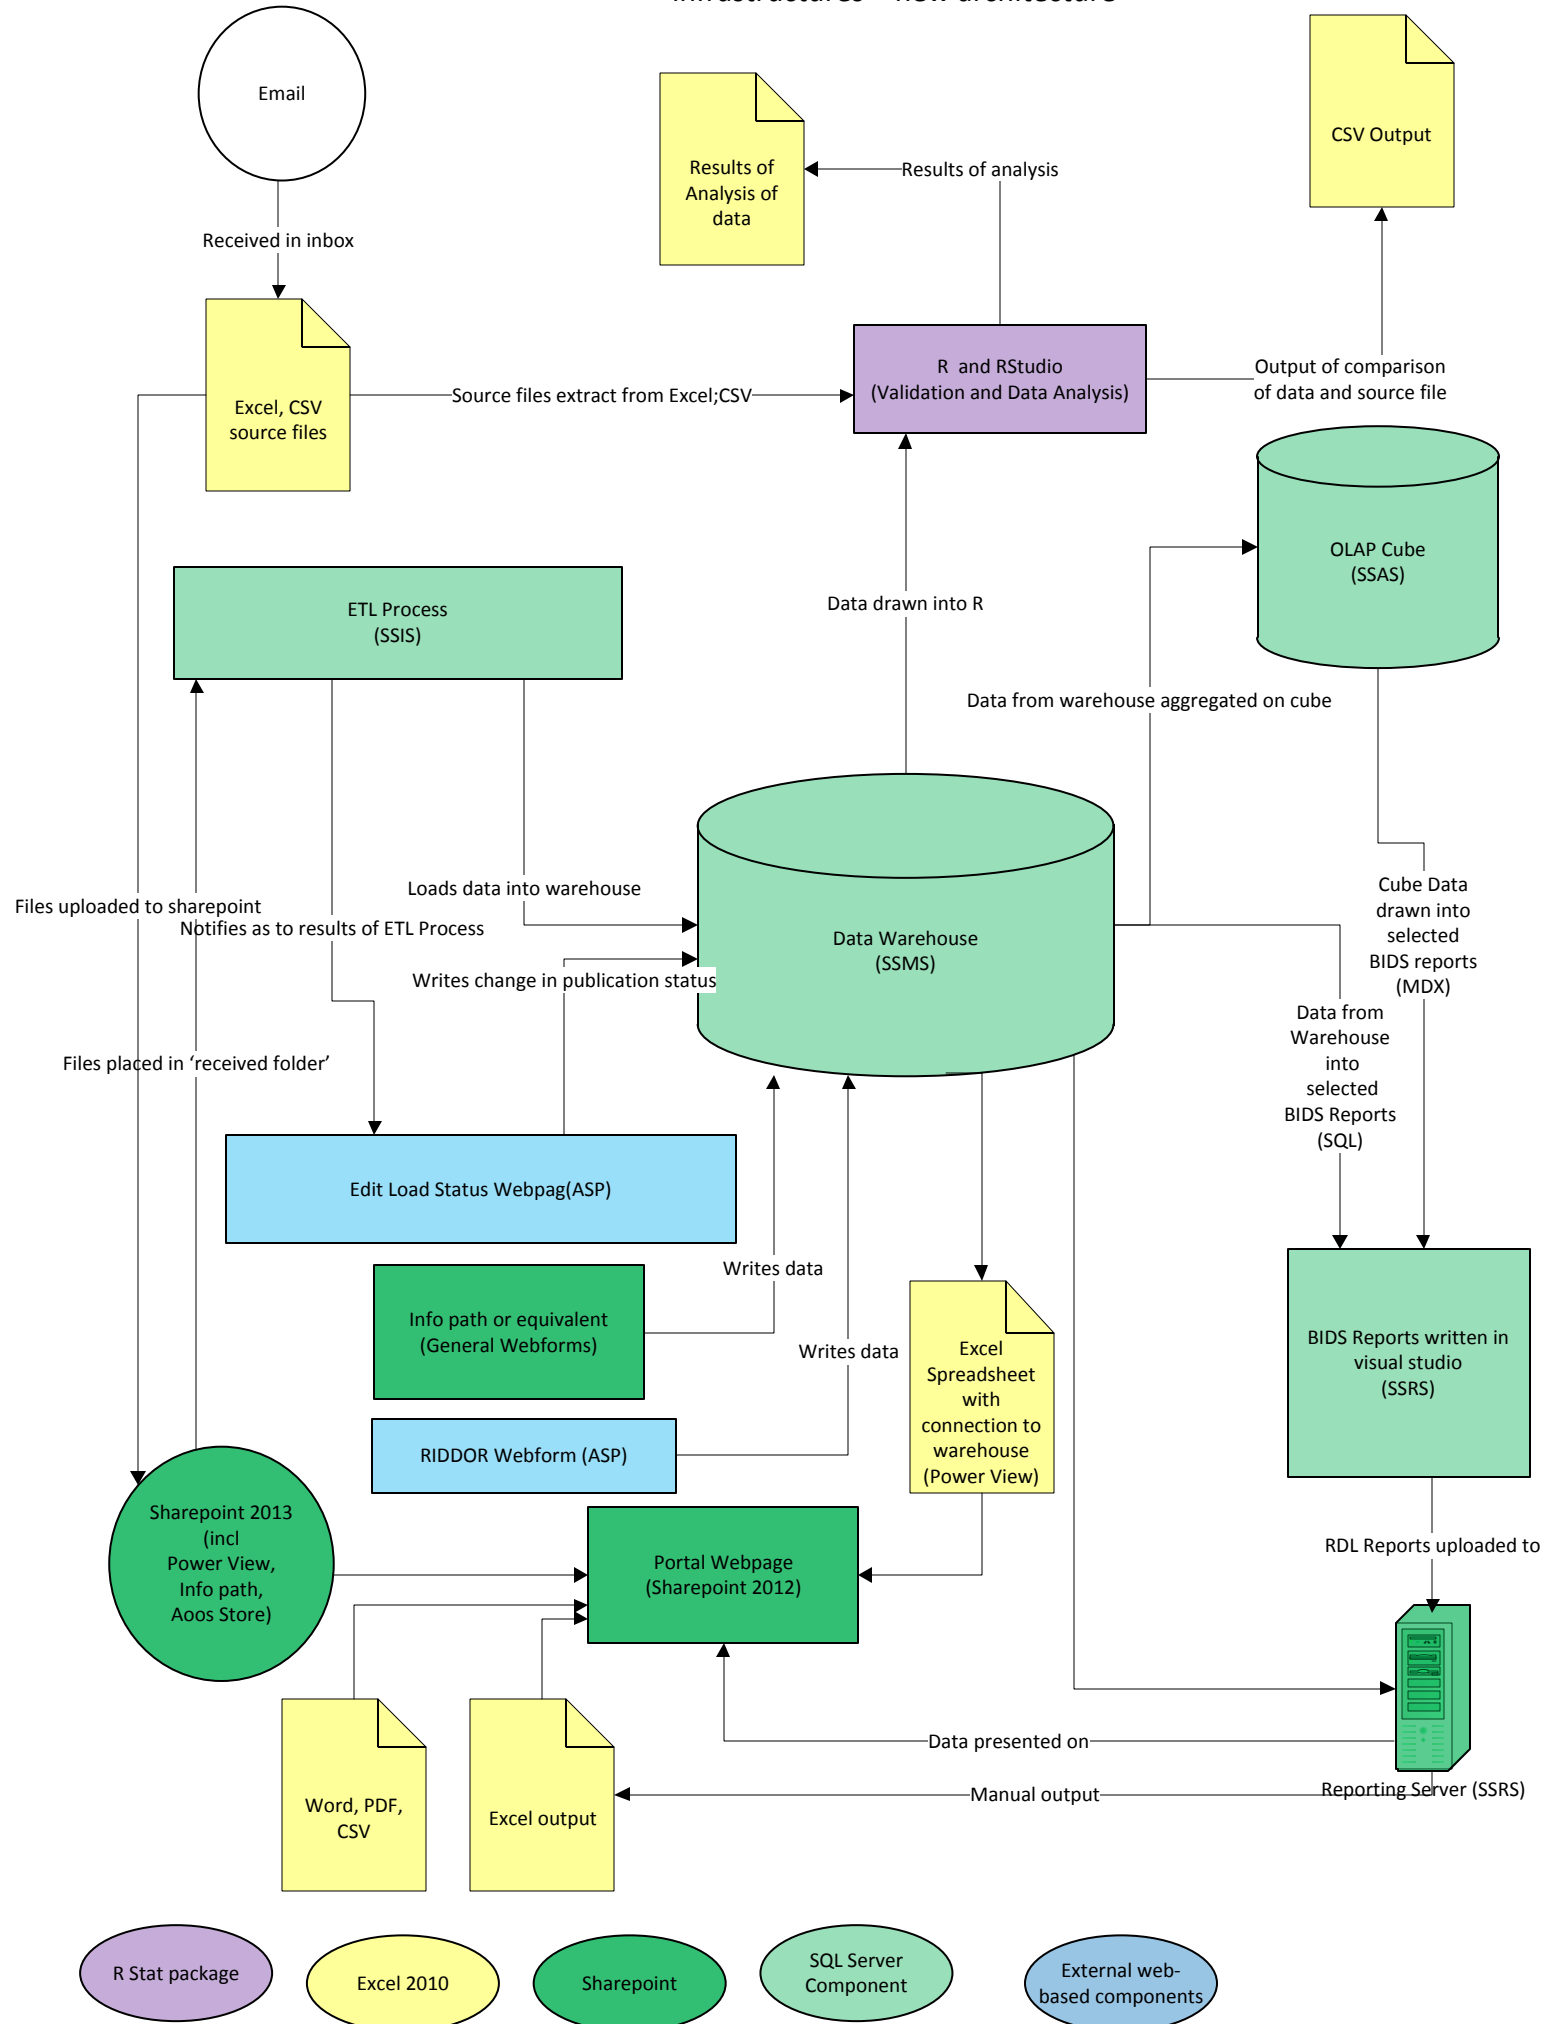 Infrastructures – new architecture
Email
CSV Output
Results of
Analysis of
data
Results of analysis
Received in inbox
R  and RStudio
(Validation and Data Analysis)
Output of comparison
of data and source file
Source files extract from Excel;CSV
Excel, CSV
source files
OLAP Cube
(SSAS)
ETL Process
(SSIS)
Data drawn into R
Data from warehouse aggregated on cube
Loads data into warehouse
Files uploaded to sharepoint
Notifies as to results of ETL Process
Cube Data
drawn into
selected
BIDS reports
(MDX)
Data Warehouse
(SSMS)
Writes change in publication status
Data from
Warehouse
into
selected
BIDS Reports
(SQL)
Files placed in ‘received folder’
Edit Load Status Webpag(ASP)
Writes data
Info path or equivalent
(General Webforms)
Writes data
Excel
Spreadsheet
with
connection to
warehouse
(Power View)
BIDS Reports written in
visual studio
(SSRS)
RIDDOR Webform (ASP)
Sharepoint 2013
(incl
Power View,
Info path,
Aoos Store)
Portal Webpage
(Sharepoint 2012)
RDL Reports uploaded to
Data presented on
Manual output
Reporting Server (SSRS)
Word, PDF,
CSV
Excel output
R Stat package
Excel 2010
Sharepoint
SQL Server
Component
External web-
based components